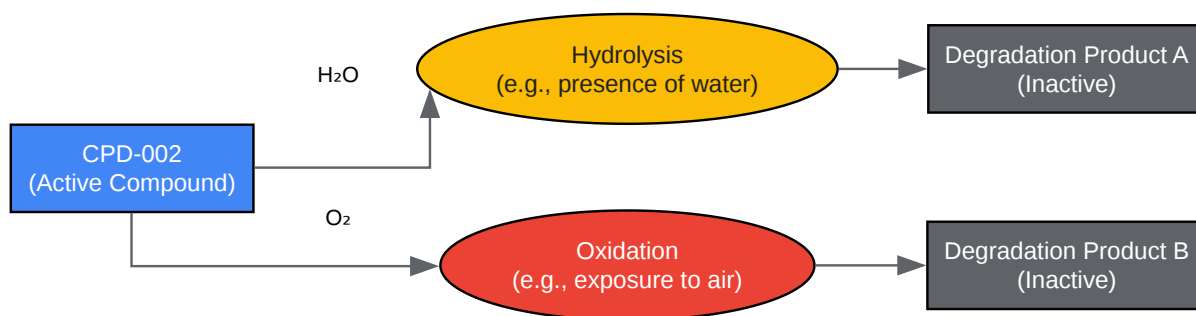 CPD-002
(Active Compound)
H₂O
Hydrolysis
(e.g., presence of water)
Degradation Product A
(Inactive)
O₂
Oxidation
(e.g., exposure to air)
Degradation Product B
(Inactive)